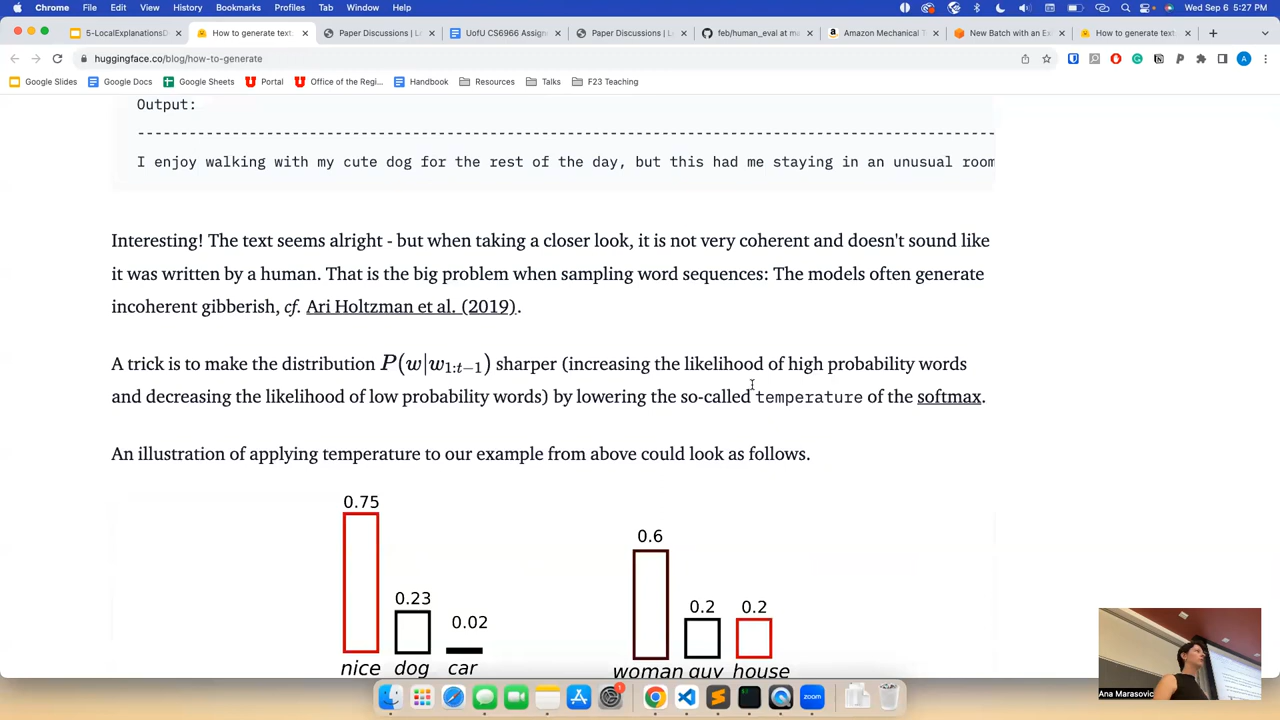 Chrome File Edit View History Bookmarks Profiles Tab Window Help Wed Sep 6 5:27 PM
5-LocalExplanationsD How to generate text: Paper Discussions | L UofU CS6966 Assign Paper Discussions | L feb/human_eval at ma Amazon Mechanical T New Batch with an Ex How to generate text:
huggingface.co/blog/how-to-generate
Google Slides Google Docs Google Sheets Portal Office of the Regi... Handbook Resources Talks F23 Teaching
Output:
----------------------------------------------------------------------------------------------------
I enjoy walking with my cute dog for the rest of the day, but this had me staying in an unusual room
Interesting! The text seems alright - but when taking a closer look, it is not very coherent and doesn't sound like
it was written by a human. That is the big problem when sampling word sequences: The models often generate
incoherent gibberish, cf. Ari Holtzman et al. (2019).
A trick is to make the distribution P(w|w1:t−1) sharper (increasing the likelihood of high probability words
and decreasing the likelihood of low probability words) by lowering the so-called temperature of the softmax.
An illustration of applying temperature to our example from above could look as follows.
0.75
0.6
0.23
0.02
0.2 0.2
nice dog car woman guy house
Ana Marasovic